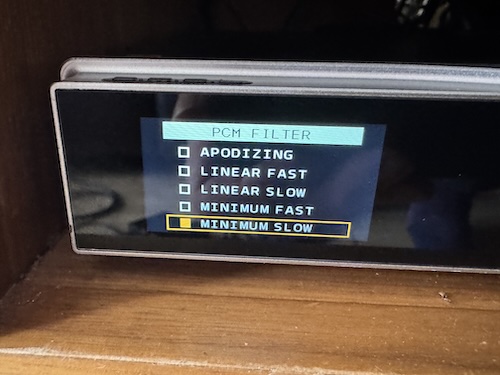 PCM FILTER
APODIZING
LINEAR FAST
LINEAR SLOW
MINIMUM FAST
MINIMUM SLOW